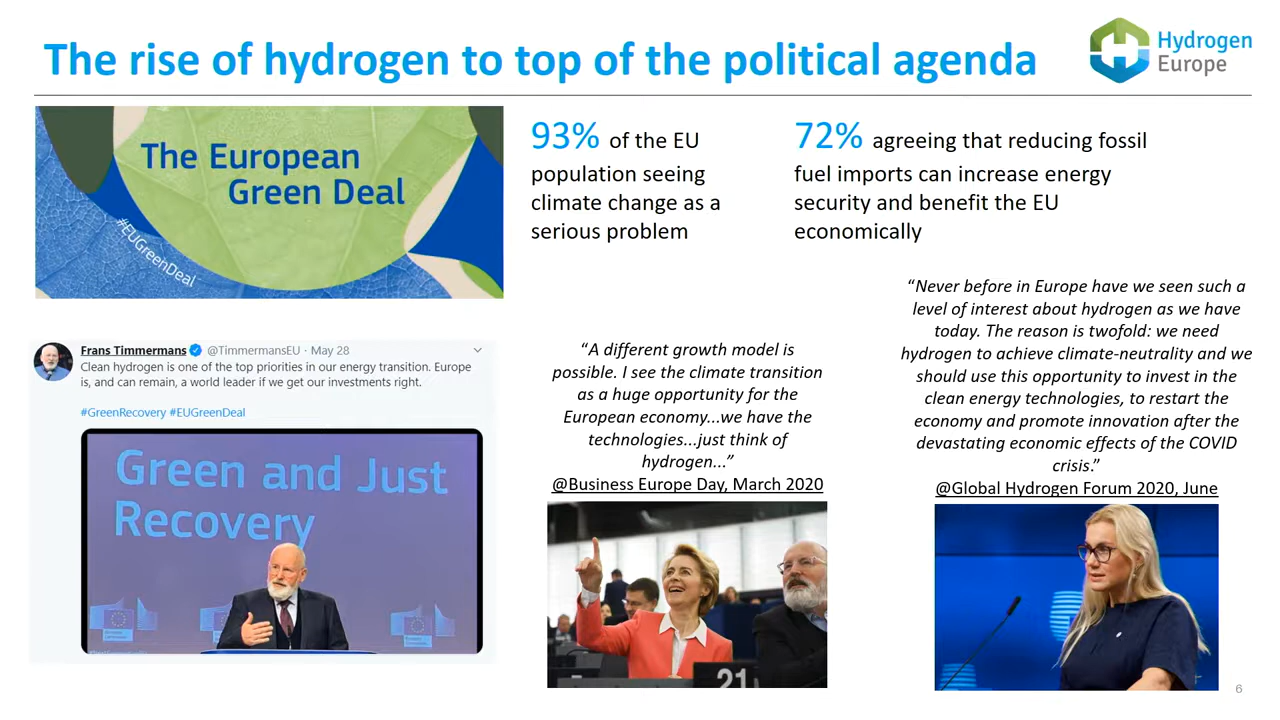 The rise of hydrogen to top of the political agenda
Hydrogen
Europe
The European
Green Deal
#EUGreenDeal
93% of the EU
population seeing
climate change as a
serious problem
72% agreeing that reducing fossil
fuel imports can increase energy
security and benefit the EU
economically
Frans Timmermans @TimmermansEU · May 28
Clean hydrogen is one of the top priorities in our energy transition. Europe
is, and can remain, a world leader if we get our investments right.
#GreenRecovery #EUGreenDeal
Green and Just
Recovery
“A different growth model is
possible. I see the climate transition
as a huge opportunity for the
European economy...we have the
technologies...just think of
hydrogen...”
@Business Europe Day, March 2020
21
“Never before in Europe have we seen such a
level of interest about hydrogen as we have
today. The reason is twofold: we need
hydrogen to achieve climate-neutrality and we
should use this opportunity to invest in the
clean energy technologies, to restart the
economy and promote innovation after the
devastating economic effects of the COVID
crisis.”
@Global Hydrogen Forum 2020, June
6